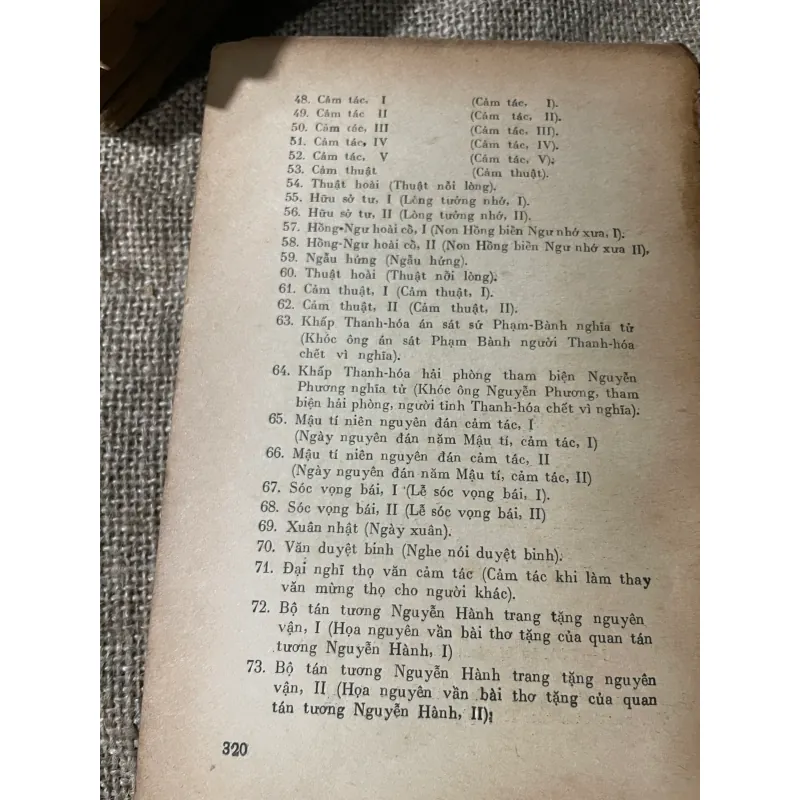 48. Cảm tác, I (Cảm tác, I).
49. Cảm tác II (Cảm tác, II).
50. Cảm tác, III (Cảm tác, III).
51. Cảm tác, IV (Cảm tác, IV).
52. Cảm tác, V (Cảm tác, V).
53. Cảm thuật (Cảm thuật).
54. Thuật hoài (Thuật nỗi lòng).
55. Hữu sở tư, I (Lòng tưởng nhớ, I).
56. Hữu sở tư, II (Lòng tưởng nhớ, II).
57. Hồng-Ngư hoài cổ, I (Non Hồng biển Ngư nhớ xưa, I).
58. Hồng-Ngư hoài cổ, II (Non Hồng biển Ngư nhớ xưa II),
59. Ngẫu hứng (Ngẫu hứng).
60. Thuật hoài (Thuật nỗi lòng).
61. Cảm thuật, I (Cảm thuật, I).
62. Cảm thuật, II (Cảm thuật, II).
63. Khấp Thanh-hóa án sát sứ Phạm-Bành nghĩa tử
(Khóc ông án sát Phạm Bành người Thanh-hóa
chết vì nghĩa).
64. Khấp Thanh-hóa hải phòng tham biện Nguyễn
Phương nghĩa tử (Khóc ông Nguyễn Phương, tham
biện hải phòng, người tỉnh Thanh-hóa chết vì nghĩa).
65. Mậu tí niên nguyên đán cảm tác, I
(Ngày nguyên đán năm Mậu tí, cảm tác, I)
66. Mậu tí niên nguyên đán cảm tác, II
(Ngày nguyên đán năm Mậu tí, cảm tác, II)
67. Sóc vọng bái, I (Lễ sóc vọng bái, I).
68. Sóc vọng bái, II (Lễ sóc vọng bái, II)
69. Xuân nhật (Ngày xuân).
70. Văn duyệt binh (Nghe nói duyệt binh).
71. Đại nghĩ thọ văn cảm tác (Cảm tác khi làm thay
văn mừng thọ cho người khác).
72. Bộ tán tương Nguyễn Hành trang tặng nguyên
vận, I (Họa nguyên vần bài thơ tặng của quan tán
tương Nguyễn Hành, I)
73. Bộ tán tương Nguyễn Hành trang tặng nguyên
vận, II (Họa nguyên vần bài thơ tặng của quan
tán tương Nguyễn Hành, II);
320